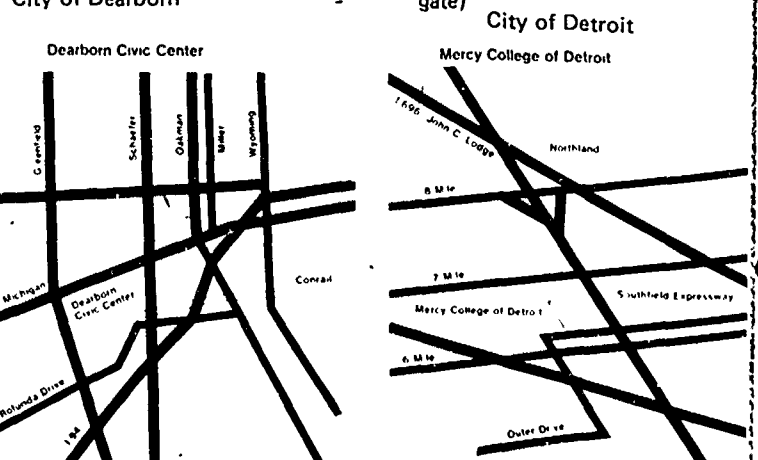 City of Dearborn
Dearborn Civic Center
Greenfield
Schaefer
Oakman
Miller
Wyoming
Michigan
Dearborn
Civic Center
Conrail
Rotunda Drive
I 94
gate)
City of Detroit
Mercy College of Detroit
I 696 John C Lodge
Northland
8 Mile
7 Mile
Southfield Expressway
Mercy College of Detroit
6 Mile
Outer Drive